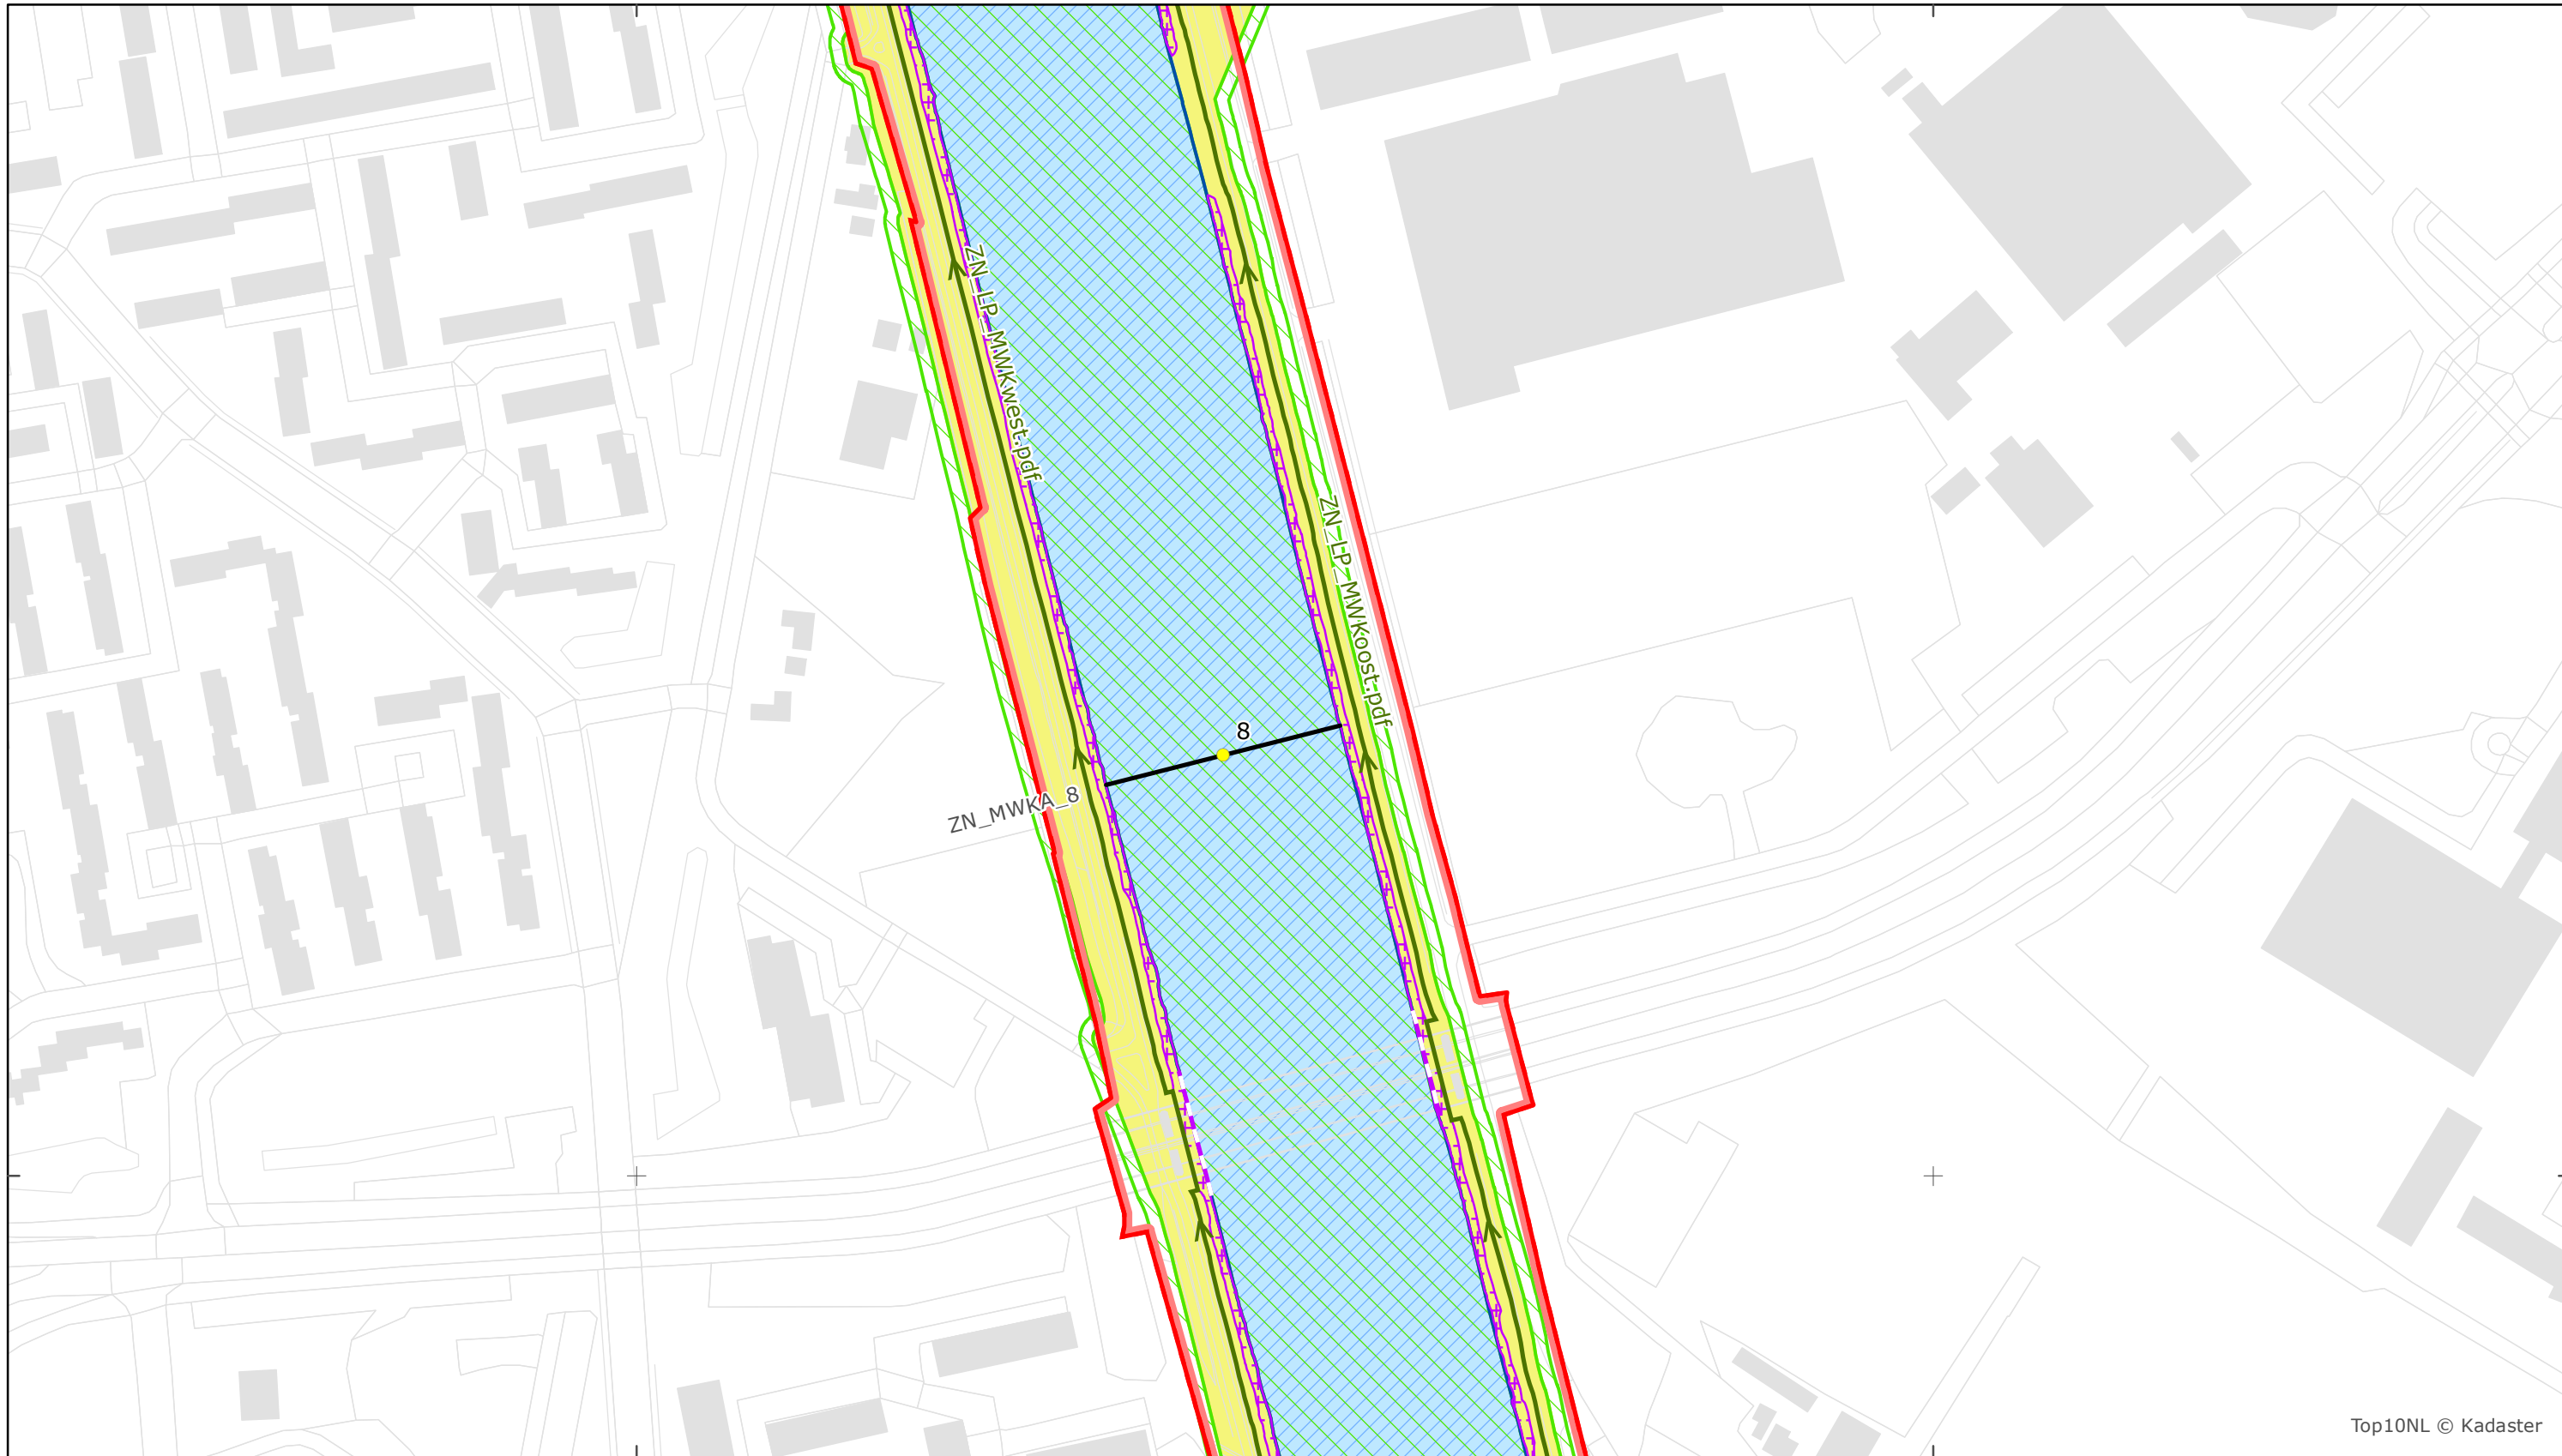 ZN_LP_MWKwest.pdf
ZN_LP_MWKoost.pdf
8
ZN_MWKA_8
Top10NL © Kadaster